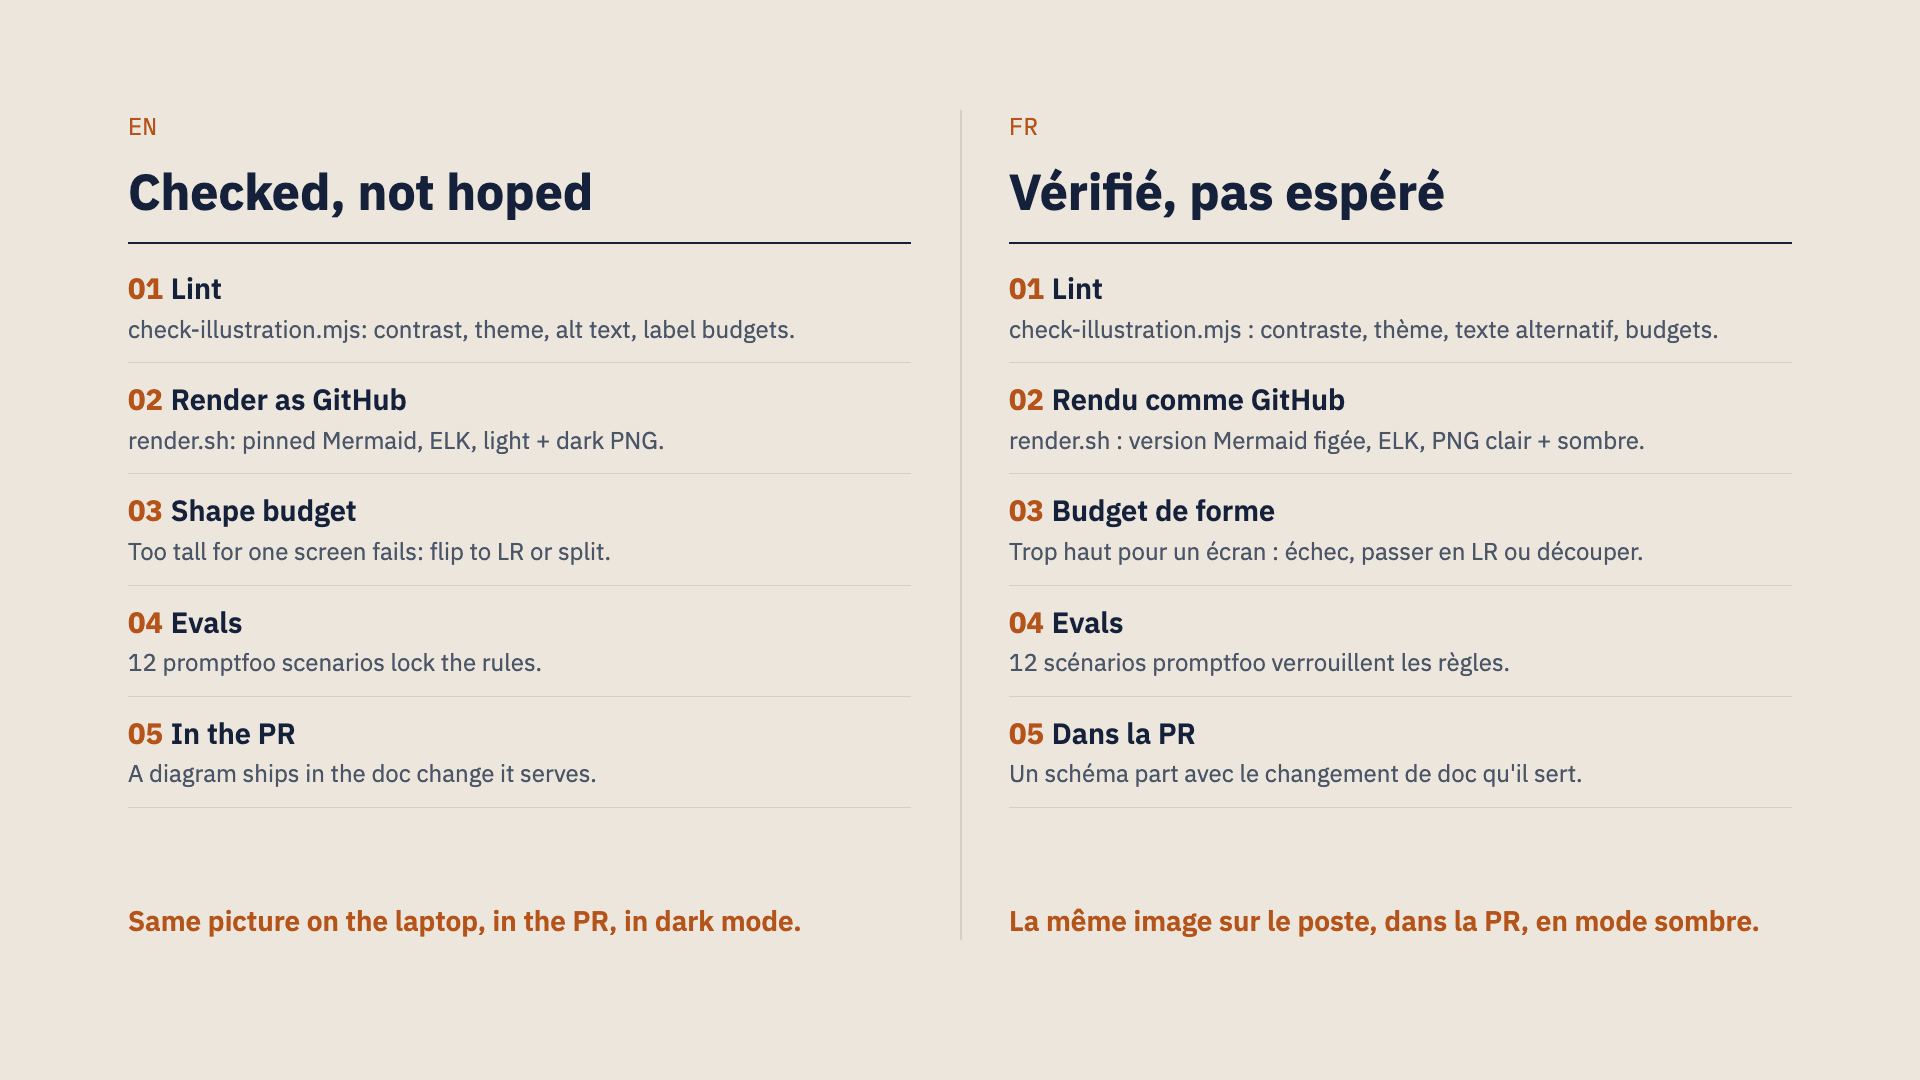 EN
Checked, not hoped
01 Lint
check-illustration.mjs: contrast, theme, alt text, label budgets.
02 Render as GitHub
render.sh: pinned Mermaid, ELK, light + dark PNG.
03 Shape budget
Too tall for one screen fails: flip to LR or split.
04 Evals
12 promptfoo scenarios lock the rules.
05 In the PR
A diagram ships in the doc change it serves.
Same picture on the laptop, in the PR, in dark mode.
FR
Vérifié, pas espéré
01 Lint
check-illustration.mjs : contraste, thème, texte alternatif, budgets.
02 Rendu comme GitHub
render.sh : version Mermaid figée, ELK, PNG clair + sombre.
03 Budget de forme
Trop haut pour un écran : échec, passer en LR ou découper.
04 Evals
12 scénarios promptfoo verrouillent les règles.
05 Dans la PR
Un schéma part avec le changement de doc qu'il sert.
La même image sur le poste, dans la PR, en mode sombre.